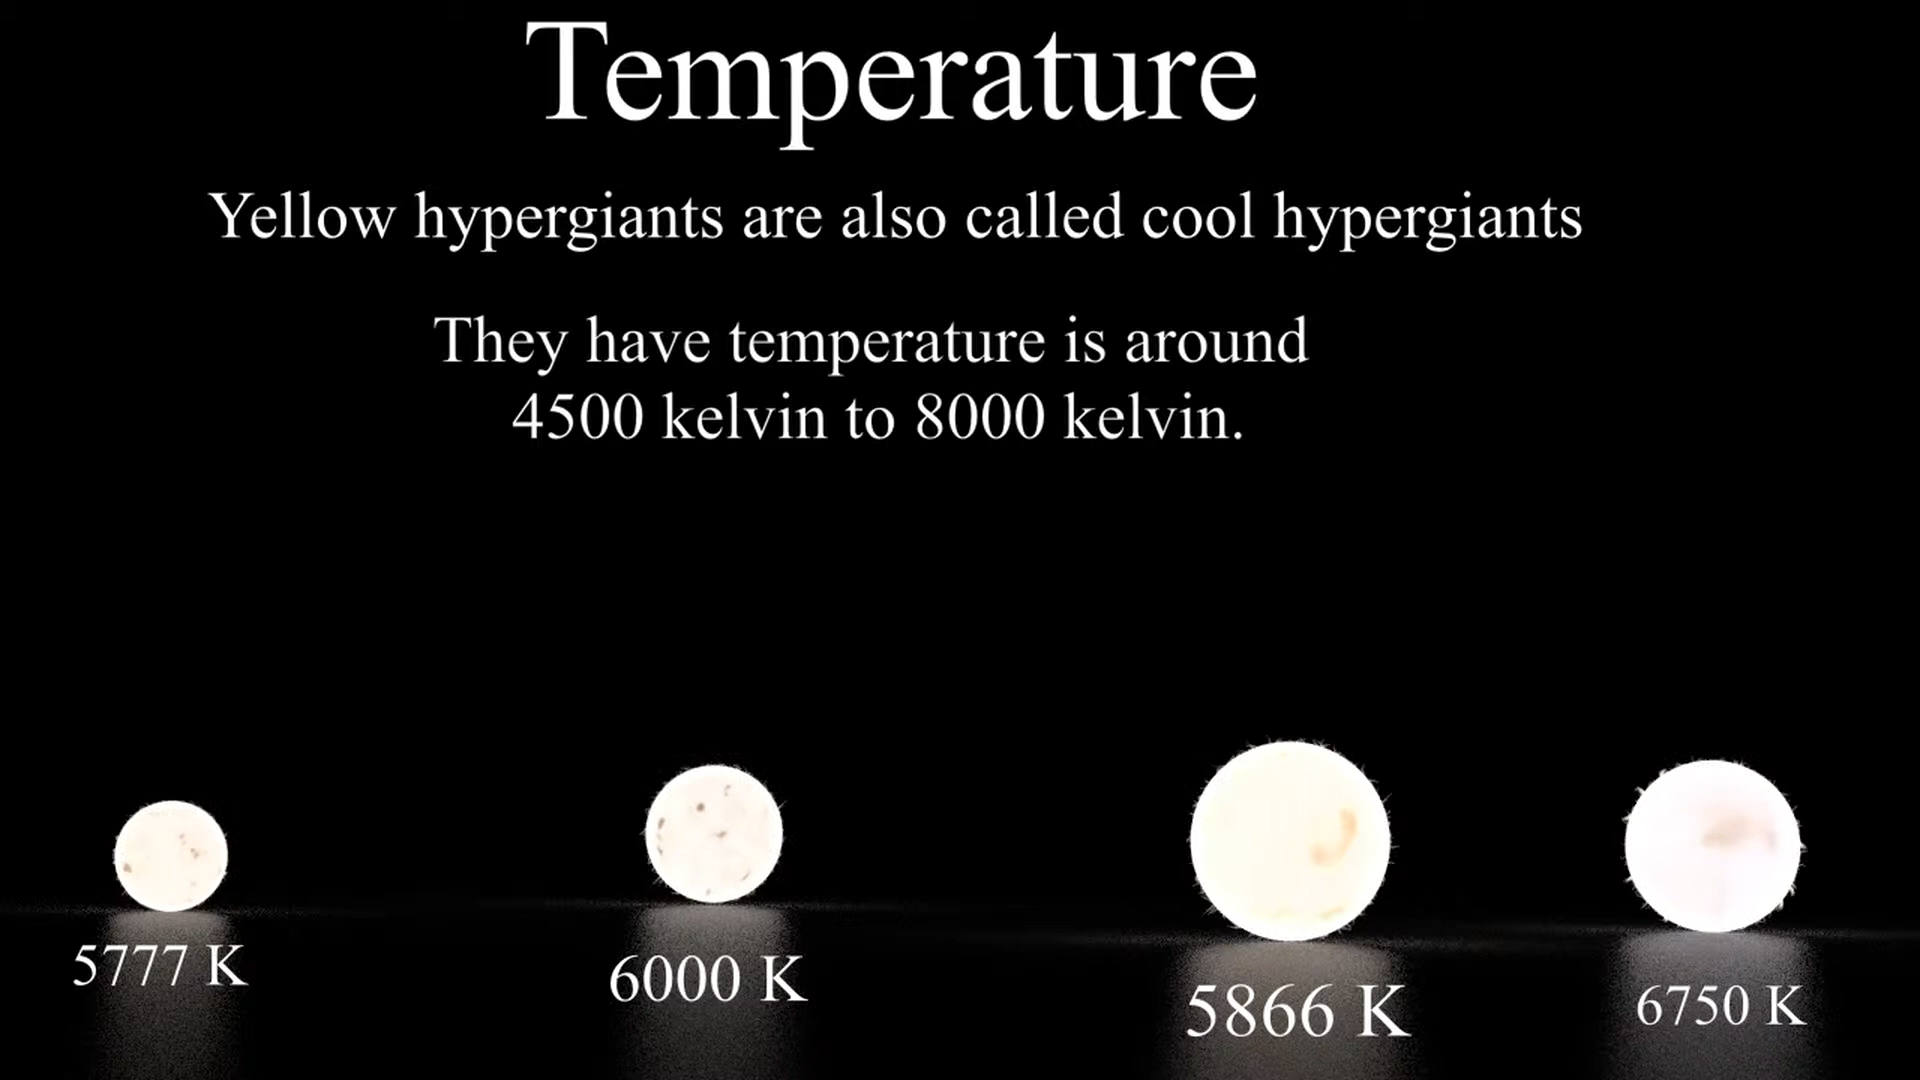 Temperature
Yellow hypergiants are also called cool hypergiants
They have temperature is around
4500 kelvin to 8000 kelvin.
5777 K
6000 K
5866 K
6750 K